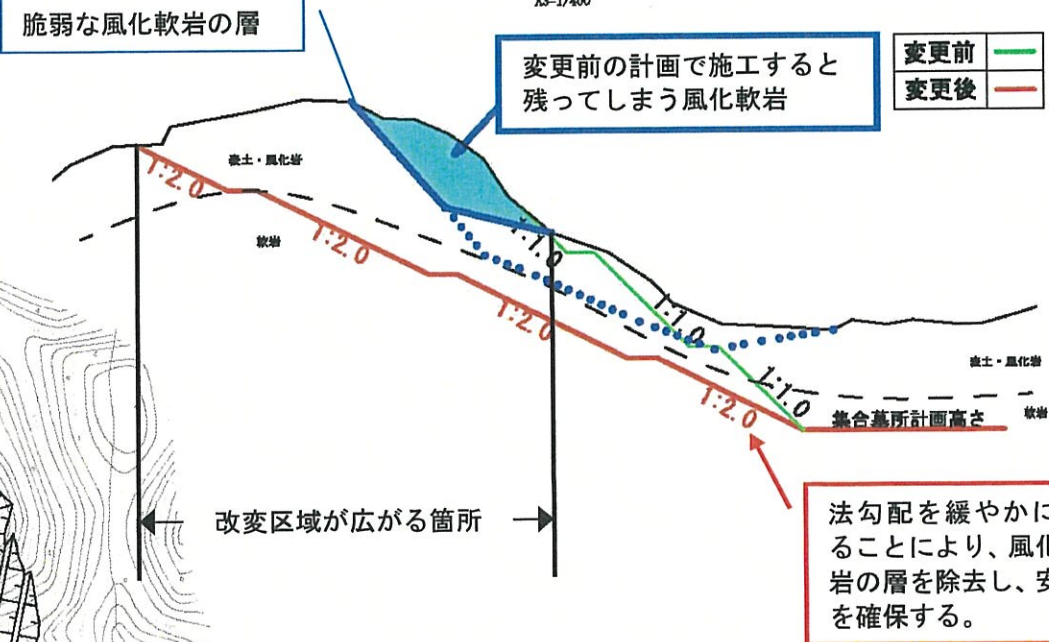 A3=1/400
脆弱な風化軟岩の層
変更前の計画で施工すると
残ってしまう風化軟岩
変更前
変更後
表土・風化岩
軟岩
1:2.0
1:2.0
1:2.0
1:2.0
1:1.0
1:1.0
1:1.0
表土・風化岩
軟岩
集合墓所計画高さ
改変区域が広がる箇所
法勾配を緩やかに
ることにより、風化
岩の層を除去し、安
を確保する。